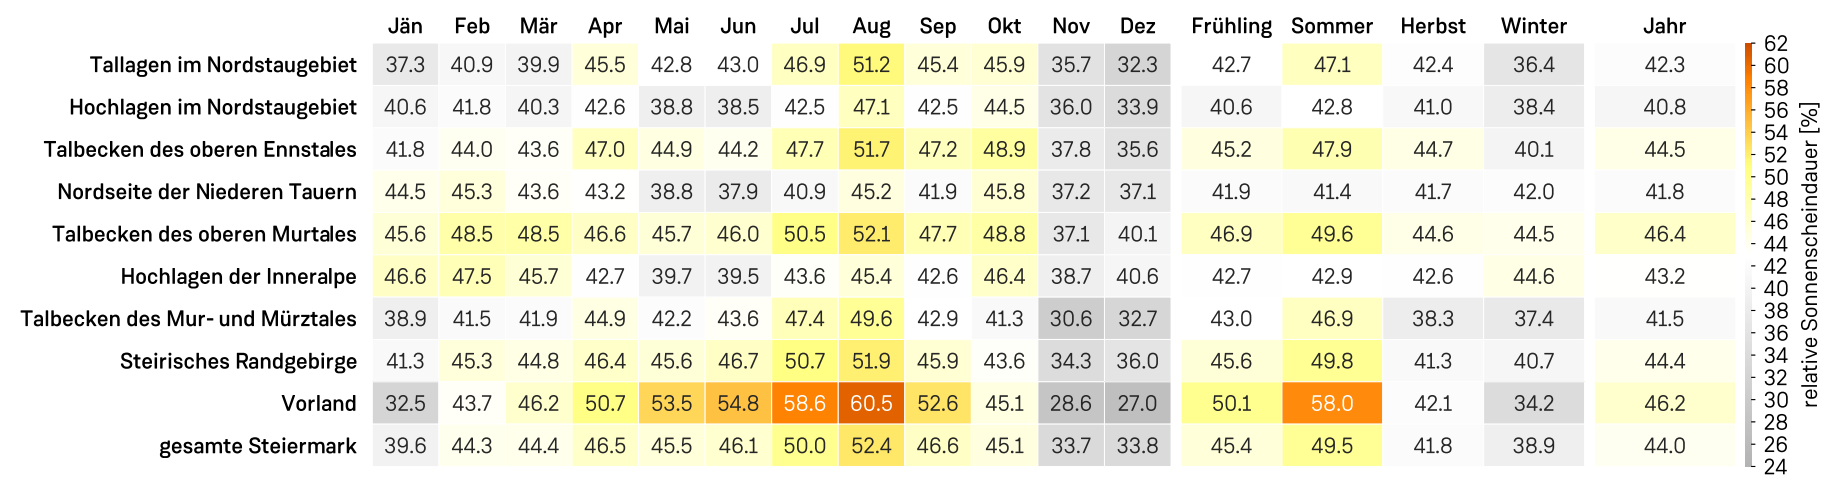 Jän Feb Mär Apr Mai Jun Jul Aug Sep Okt Nov Dez Frühling Sommer Herbst Winter Jahr
Tallagen im Nordstaugebiet 37.3 40.9 39.9 45.5 42.8 43.0 46.9 51.2 45.4 45.9 35.7 32.3 42.7 47.1 42.4 36.4 42.3
Hochlagen im Nordstaugebiet 40.6 41.8 40.3 42.6 38.8 38.5 42.5 47.1 42.5 44.5 36.0 33.9 40.6 42.8 41.0 38.4 40.8
Talbecken des oberen Ennstales 41.8 44.0 43.6 47.0 44.9 44.2 47.7 51.7 47.2 48.9 37.8 35.6 45.2 47.9 44.7 40.1 44.5
Nordseite der Niederen Tauern 44.5 45.3 43.6 43.2 38.8 37.9 40.9 45.2 41.9 45.8 37.2 37.1 41.9 41.4 41.7 42.0 41.8
Talbecken des oberen Murtales 45.6 48.5 48.5 46.6 45.7 46.0 50.5 52.1 47.7 48.8 37.1 40.1 46.9 49.6 44.6 44.5 46.4
Hochlagen der Inneralpe 46.6 47.5 45.7 42.7 39.7 39.5 43.6 45.4 42.6 46.4 38.7 40.6 42.7 42.9 42.6 44.6 43.2
Talbecken des Mur- und Mürztales 38.9 41.5 41.9 44.9 42.2 43.6 47.4 49.6 42.9 41.3 30.6 32.7 43.0 46.9 38.3 37.4 41.5
Steirisches Randgebirge 41.3 45.3 44.8 46.4 45.6 46.7 50.7 51.9 45.9 43.6 34.3 36.0 45.6 49.8 41.3 40.7 44.4
Vorland 32.5 43.7 46.2 50.7 53.5 54.8 58.6 60.5 52.6 45.1 28.6 27.0 50.1 58.0 42.1 34.2 46.2
gesamte Steiermark 39.6 44.3 44.4 46.5 45.5 46.1 50.0 52.4 46.6 45.1 33.7 33.8 45.4 49.5 41.8 38.9 44.0
62
60
58
56
54
52
50
48
46
44
42
40
38
36
34
32
30
28
26
24
relative Sonnenscheindauer [%]